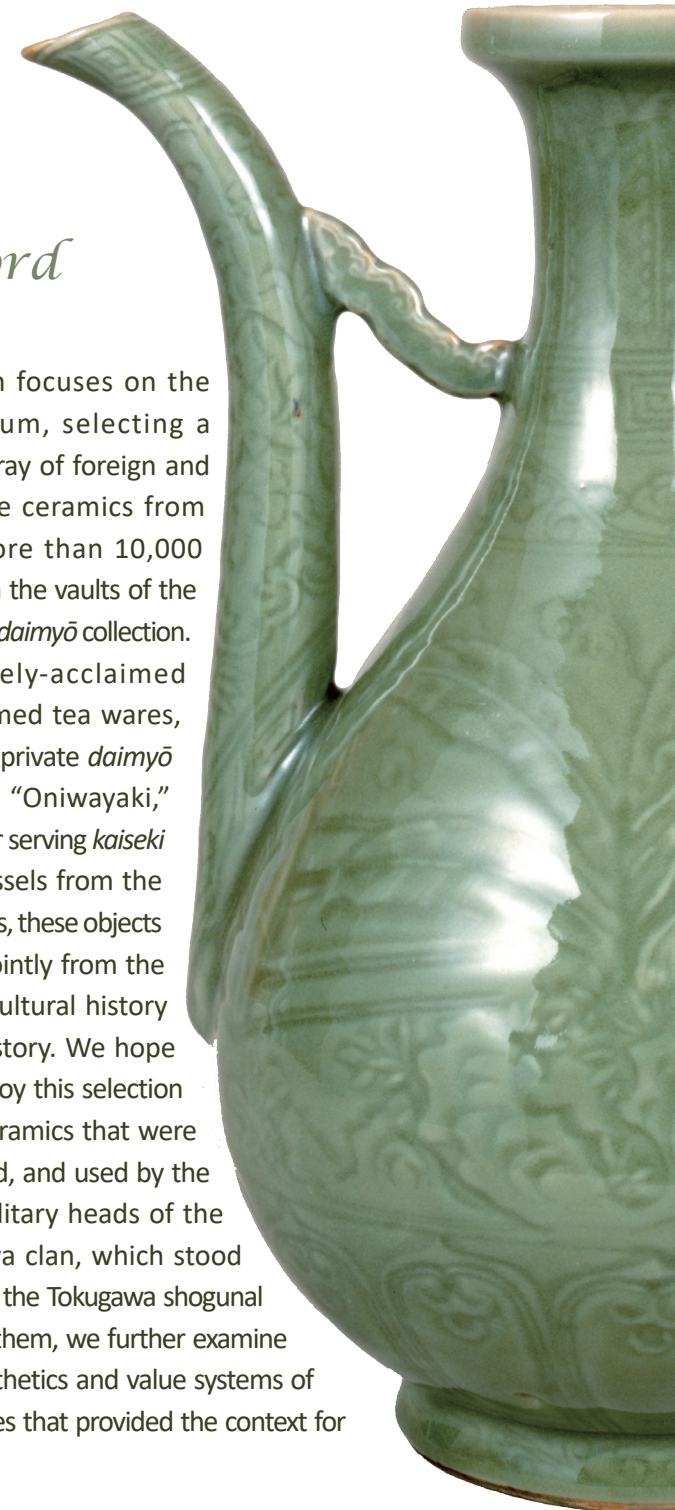 ord
n focuses on the
um, selecting a
ray of foreign and
e ceramics from
ore than 10,000
the vaults of the
daimyō collection.
ely-acclaimed
med tea wares,
private daimyō
“Oniwayaki,”
r serving kaiseki
ssels from the
s, these objects
ointly from the
ultural history
story. We hope
oy this selection
ramics that were
d, and used by the
litary heads of the
va clan, which stood
the Tokugawa shogunal
them, we further examine
thetics and value systems of
es that provided the context for